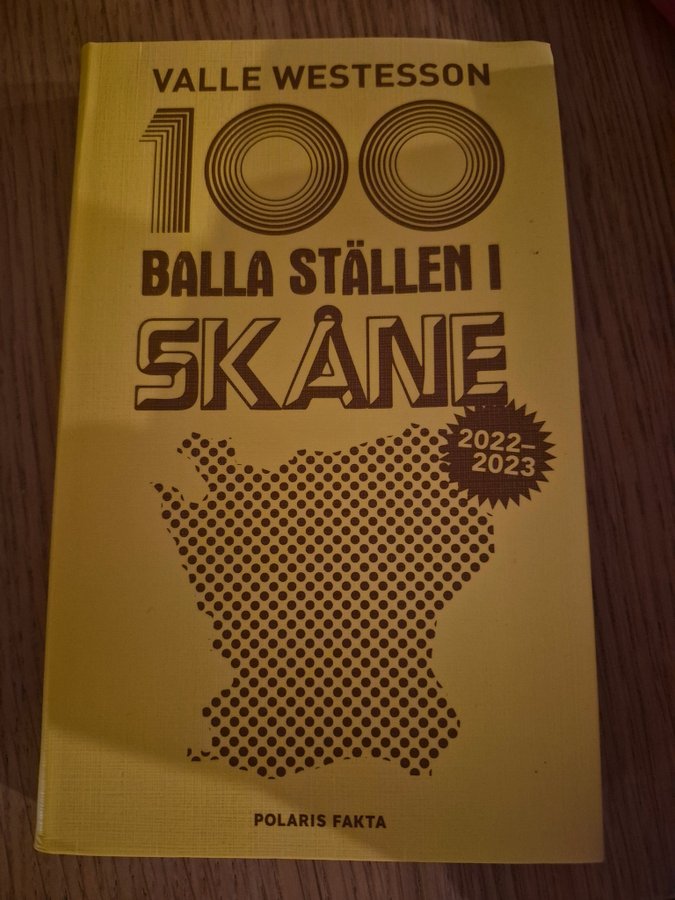 VALLE WESTESSON
100
BALLA STÄLLEN I
SKÅNE
2022–
2023
POLARIS FAKTA